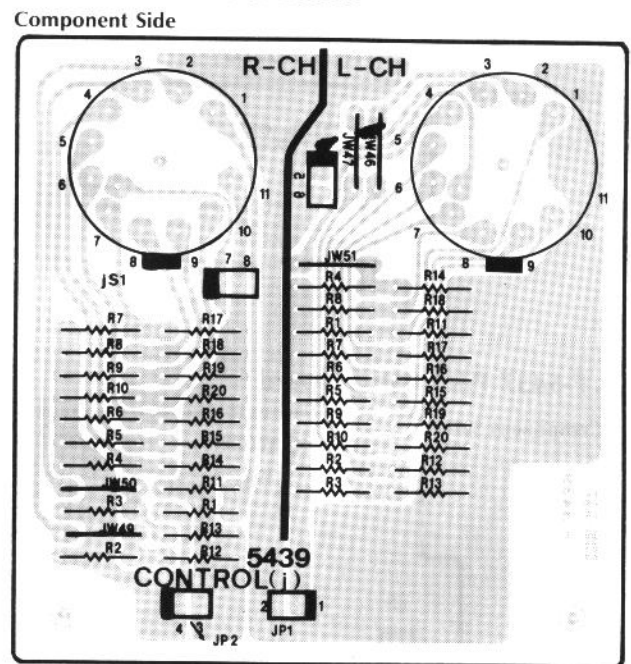 Component Side
R-CH L-CH
3 2
4 1
5
6 11
7 10
8 9
jS1
7 8
5 6
JW47 JW46
3 2
4 1
5
6 11
7 10
8 9
JW51
R7 R17
R8 R18
R9 R19
R10 R20
R6 R16
R5 R15
R4 R14
JW50 R11
R3 R1
JW49 R13
R2 R12
R4 R14
R8 R18
R1 R11
R7 R17
R6 R16
R5 R15
R9 R19
R10 R20
R2 R12
R3 R13
5439
CONTROL(j)
4 3 JP2
2 1
JP1